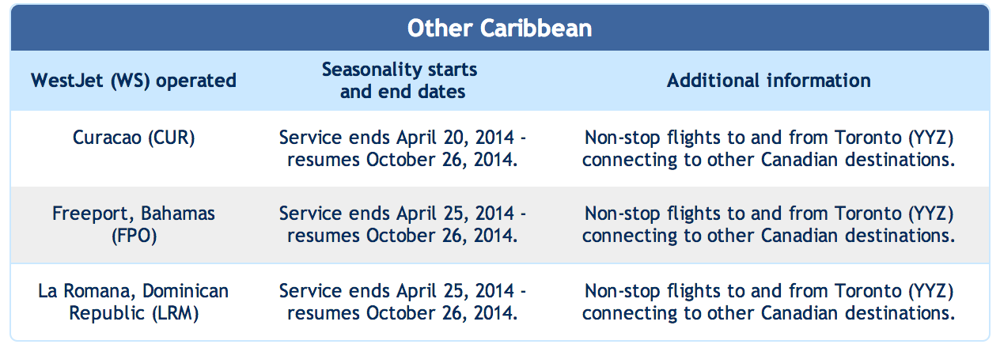 Other Caribbean
WestJet (WS) operated
Seasonality starts
and end dates
Additional information
Curacao (CUR)
Service ends April 20, 2014 -
resumes October 26, 2014.
Non-stop flights to and from Toronto (YYZ)
connecting to other Canadian destinations.
Freeport, Bahamas
(FPO)
Service ends April 25, 2014 -
resumes October 26, 2014.
Non-stop flights to and from Toronto (YYZ)
connecting to other Canadian destinations.
La Romana, Dominican
Republic (LRM)
Service ends April 25, 2014 -
resumes October 26, 2014.
Non-stop flights to and from Toronto (YYZ)
connecting to other Canadian destinations.